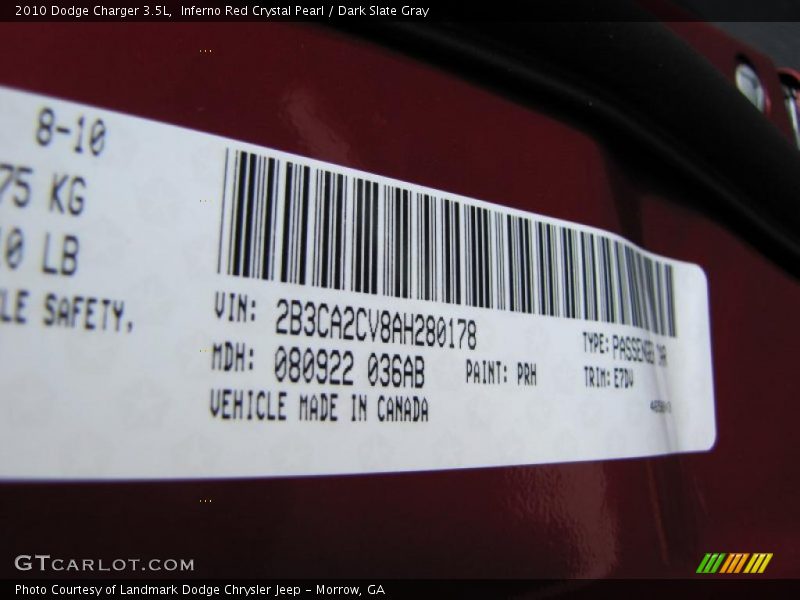 2010 Dodge Charger 3.5L, Inferno Red Crystal Pearl / Dark Slate Gray
8-10
75 KG
10 LB
LE SAFETY,
VIN: 2B3CA2CV8AH280178
TYPE: PASSENGER CAR
MDH: 080922 036AB
PAINT: PRH
TRIM: E7DV
VEHICLE MADE IN CANADA
GTCARLOT.COM
Photo Courtesy of Landmark Dodge Chrysler Jeep - Morrow, GA